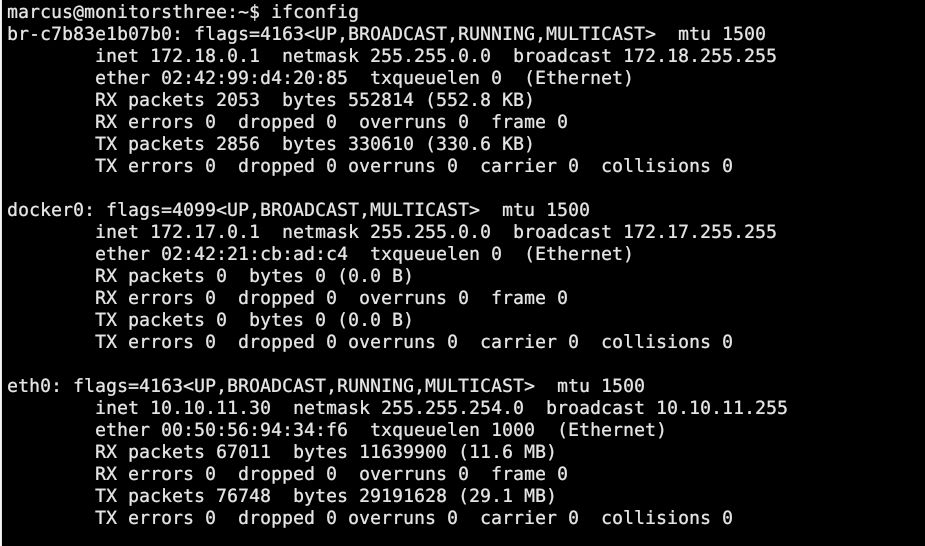 marcus@monitorsthree:~$ ifconfig
br-c7b83e1b07b0: flags=4163<UP,BROADCAST,RUNNING,MULTICAST>  mtu 1500
        inet 172.18.0.1  netmask 255.255.0.0  broadcast 172.18.255.255
        ether 02:42:99:d4:20:85  txqueuelen 0  (Ethernet)
        RX packets 2053  bytes 552814 (552.8 KB)
        RX errors 0  dropped 0  overruns 0  frame 0
        TX packets 2856  bytes 330610 (330.6 KB)
        TX errors 0  dropped 0 overruns 0  carrier 0  collisions 0

docker0: flags=4099<UP,BROADCAST,MULTICAST>  mtu 1500
        inet 172.17.0.1  netmask 255.255.0.0  broadcast 172.17.255.255
        ether 02:42:21:cb:ad:c4  txqueuelen 0  (Ethernet)
        RX packets 0  bytes 0 (0.0 B)
        RX errors 0  dropped 0  overruns 0  frame 0
        TX packets 0  bytes 0 (0.0 B)
        TX errors 0  dropped 0 overruns 0  carrier 0  collisions 0

eth0: flags=4163<UP,BROADCAST,RUNNING,MULTICAST>  mtu 1500
        inet 10.10.11.30  netmask 255.255.254.0  broadcast 10.10.11.255
        ether 00:50:56:94:34:f6  txqueuelen 1000  (Ethernet)
        RX packets 67011  bytes 11639900 (11.6 MB)
        RX errors 0  dropped 0  overruns 0  frame 0
        TX packets 76748  bytes 29191628 (29.1 MB)
        TX errors 0  dropped 0 overruns 0  carrier 0  collisions 0